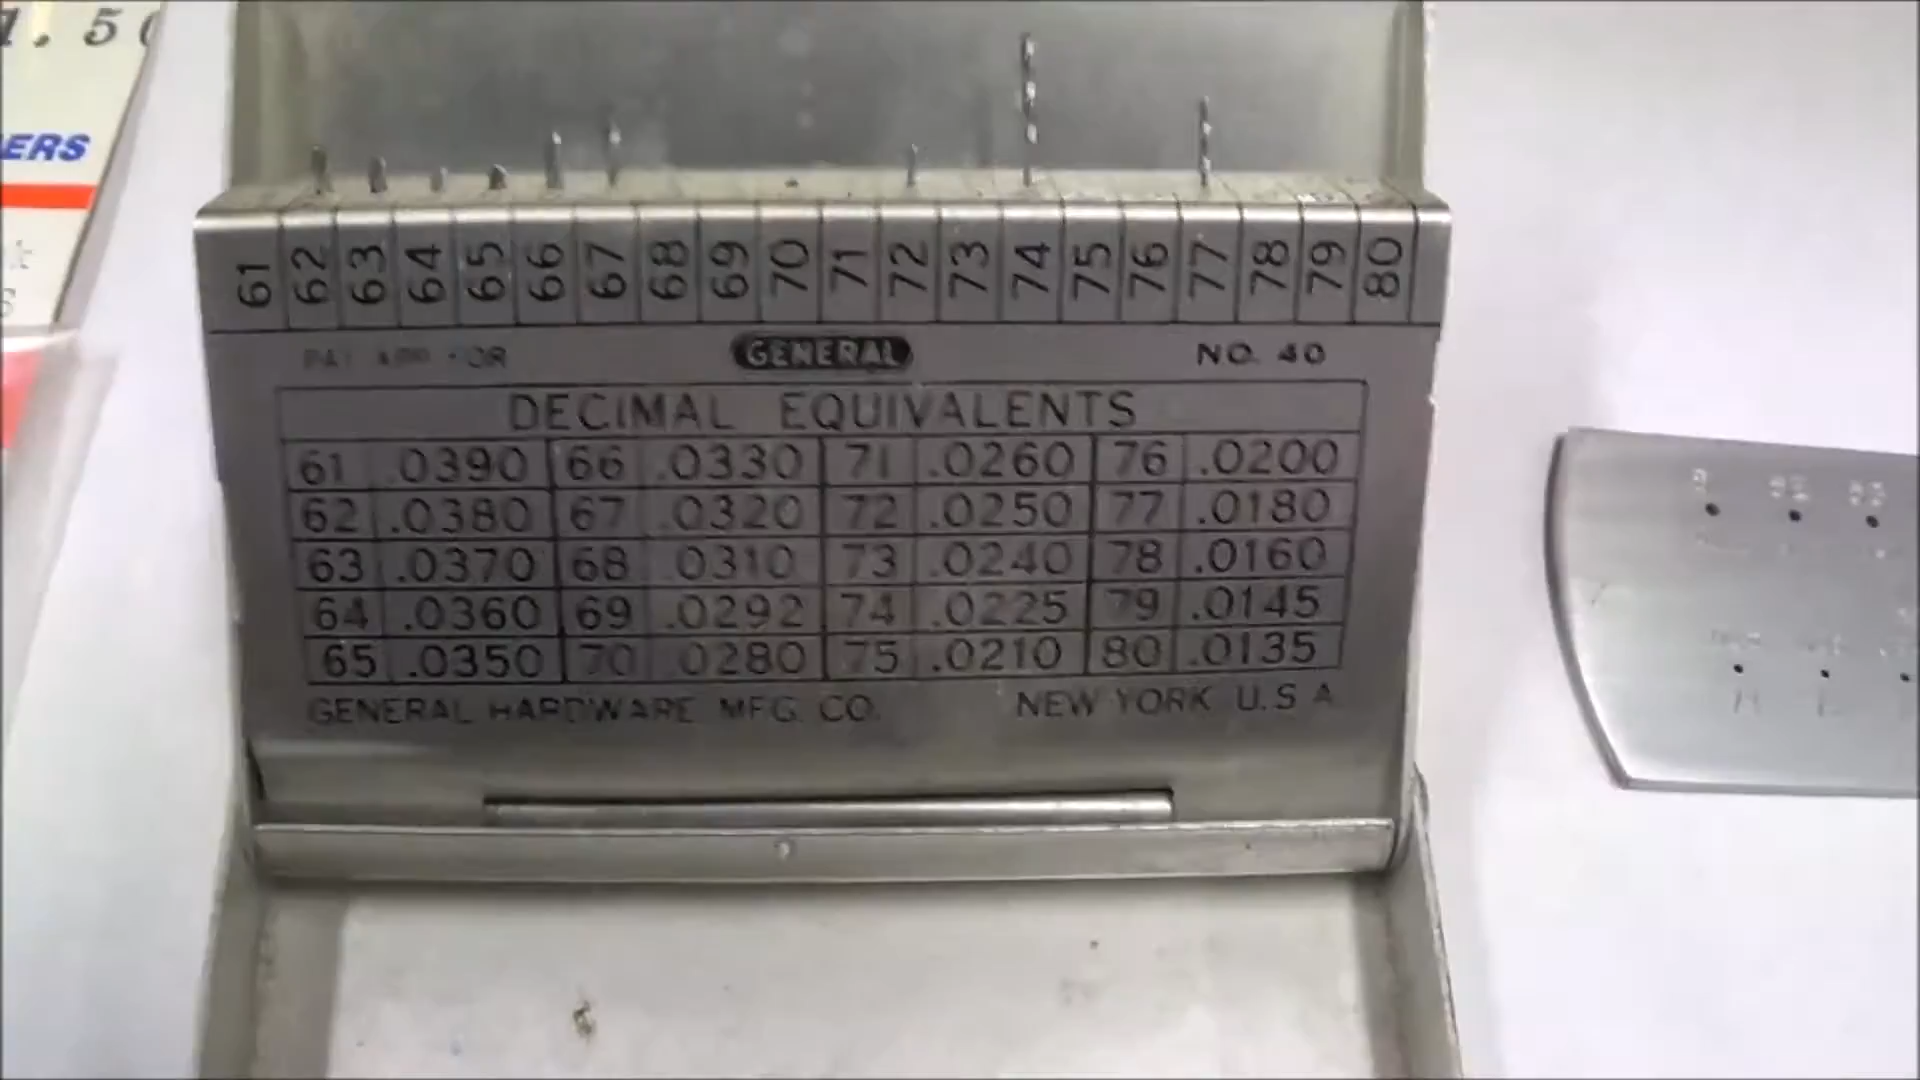 1.50
ERS
61 62 63 64 65 66 67 68 69 70 71 72 73 74 75 76 77 78 79 80
PAT APP FOR GENERAL NO. 40
DECIMAL EQUIVALENTS
61 .0390 66 .0330 71 .0260 76 .0200
62 .0380 67 .0320 72 .0250 77 .0180
63 .0370 68 .0310 73 .0240 78 .0160
64 .0360 69 .0292 74 .0225 79 .0145
65 .0350 70 .0280 75 .0210 80 .0135
GENERAL HARDWARE MFG. CO. NEW YORK U.S.A